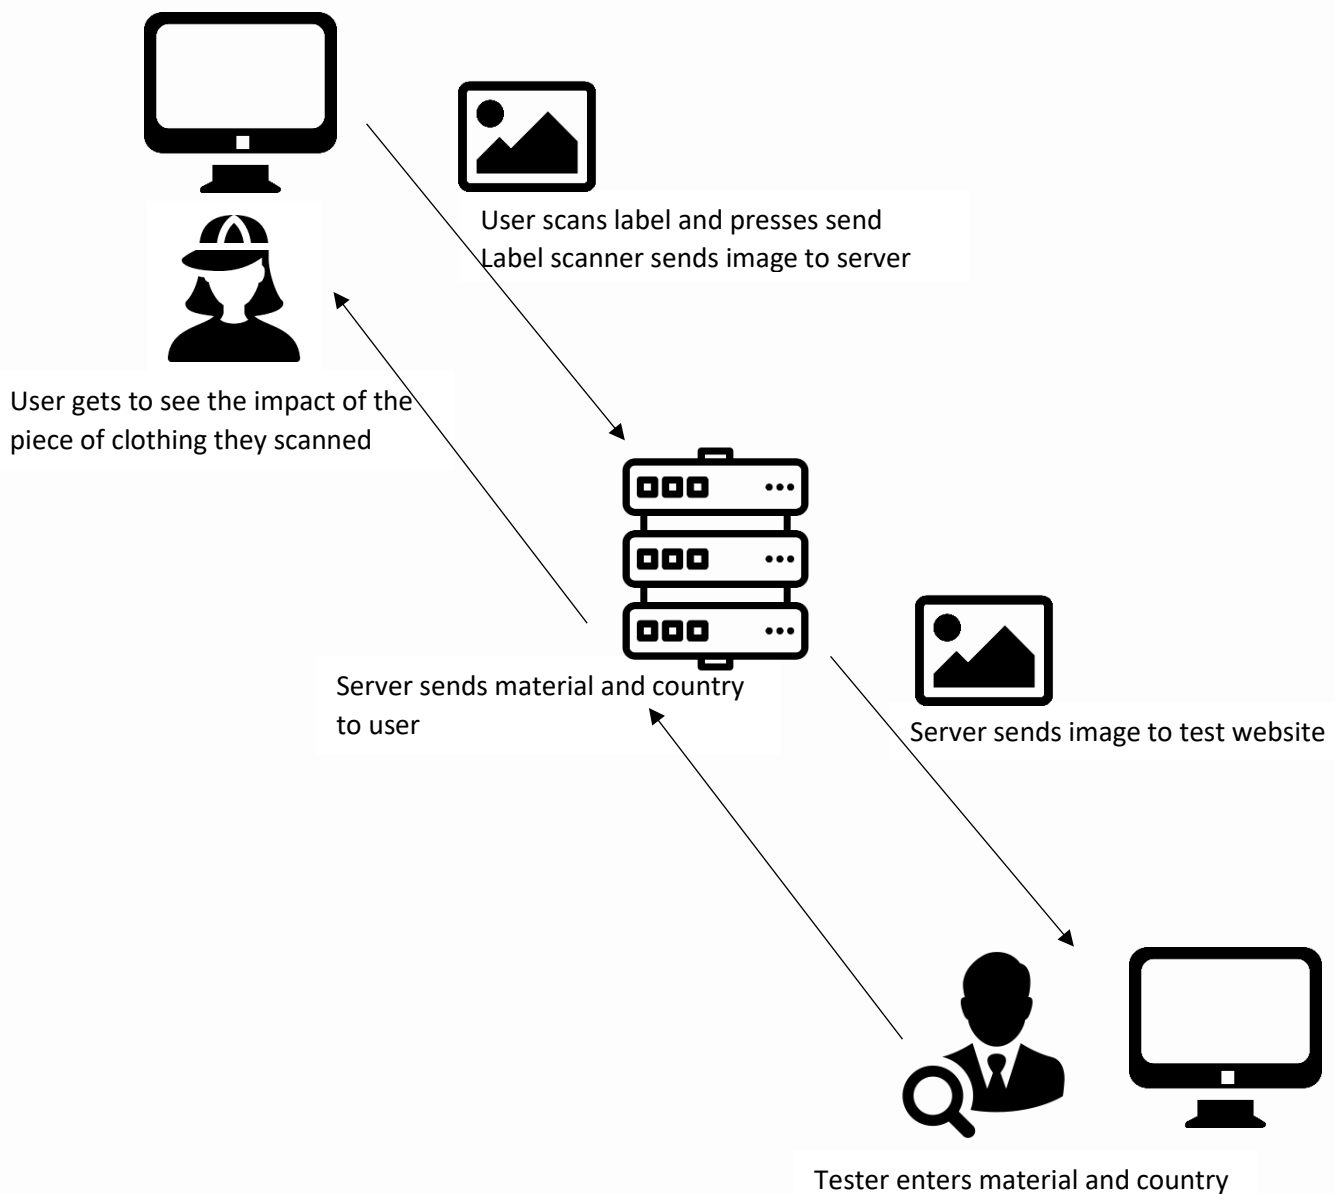 User scans label and presses send
Label scanner sends image to server
User gets to see the impact of the
piece of clothing they scanned
Server sends material and country
to user
Server sends image to test website
Tester enters material and country